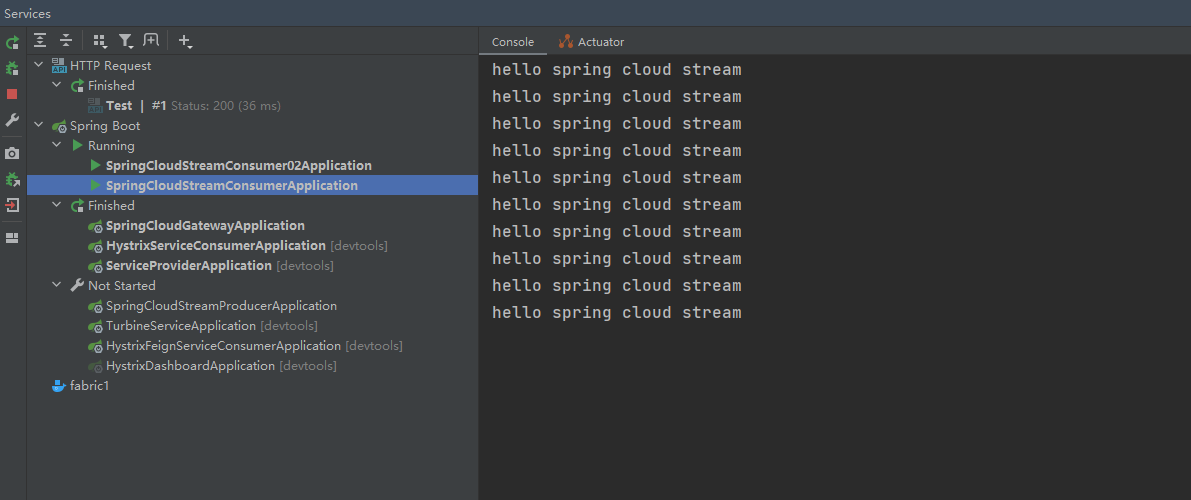 Services
HTTP Request
Finished
Test | #1 Status: 200 (36 ms)
Spring Boot
Running
SpringCloudStreamConsumer02Application
SpringCloudStreamConsumerApplication
Finished
SpringCloudGatewayApplication
HystrixServiceConsumerApplication [devtools]
ServiceProviderApplication [devtools]
Not Started
SpringCloudStreamProducerApplication
TurbineServiceApplication [devtools]
HystrixFeignServiceConsumerApplication [devtools]
HystrixDashboardApplication [devtools]
fabric1
Console
Actuator
hello spring cloud stream
hello spring cloud stream
hello spring cloud stream
hello spring cloud stream
hello spring cloud stream
hello spring cloud stream
hello spring cloud stream
hello spring cloud stream
hello spring cloud stream
hello spring cloud stream